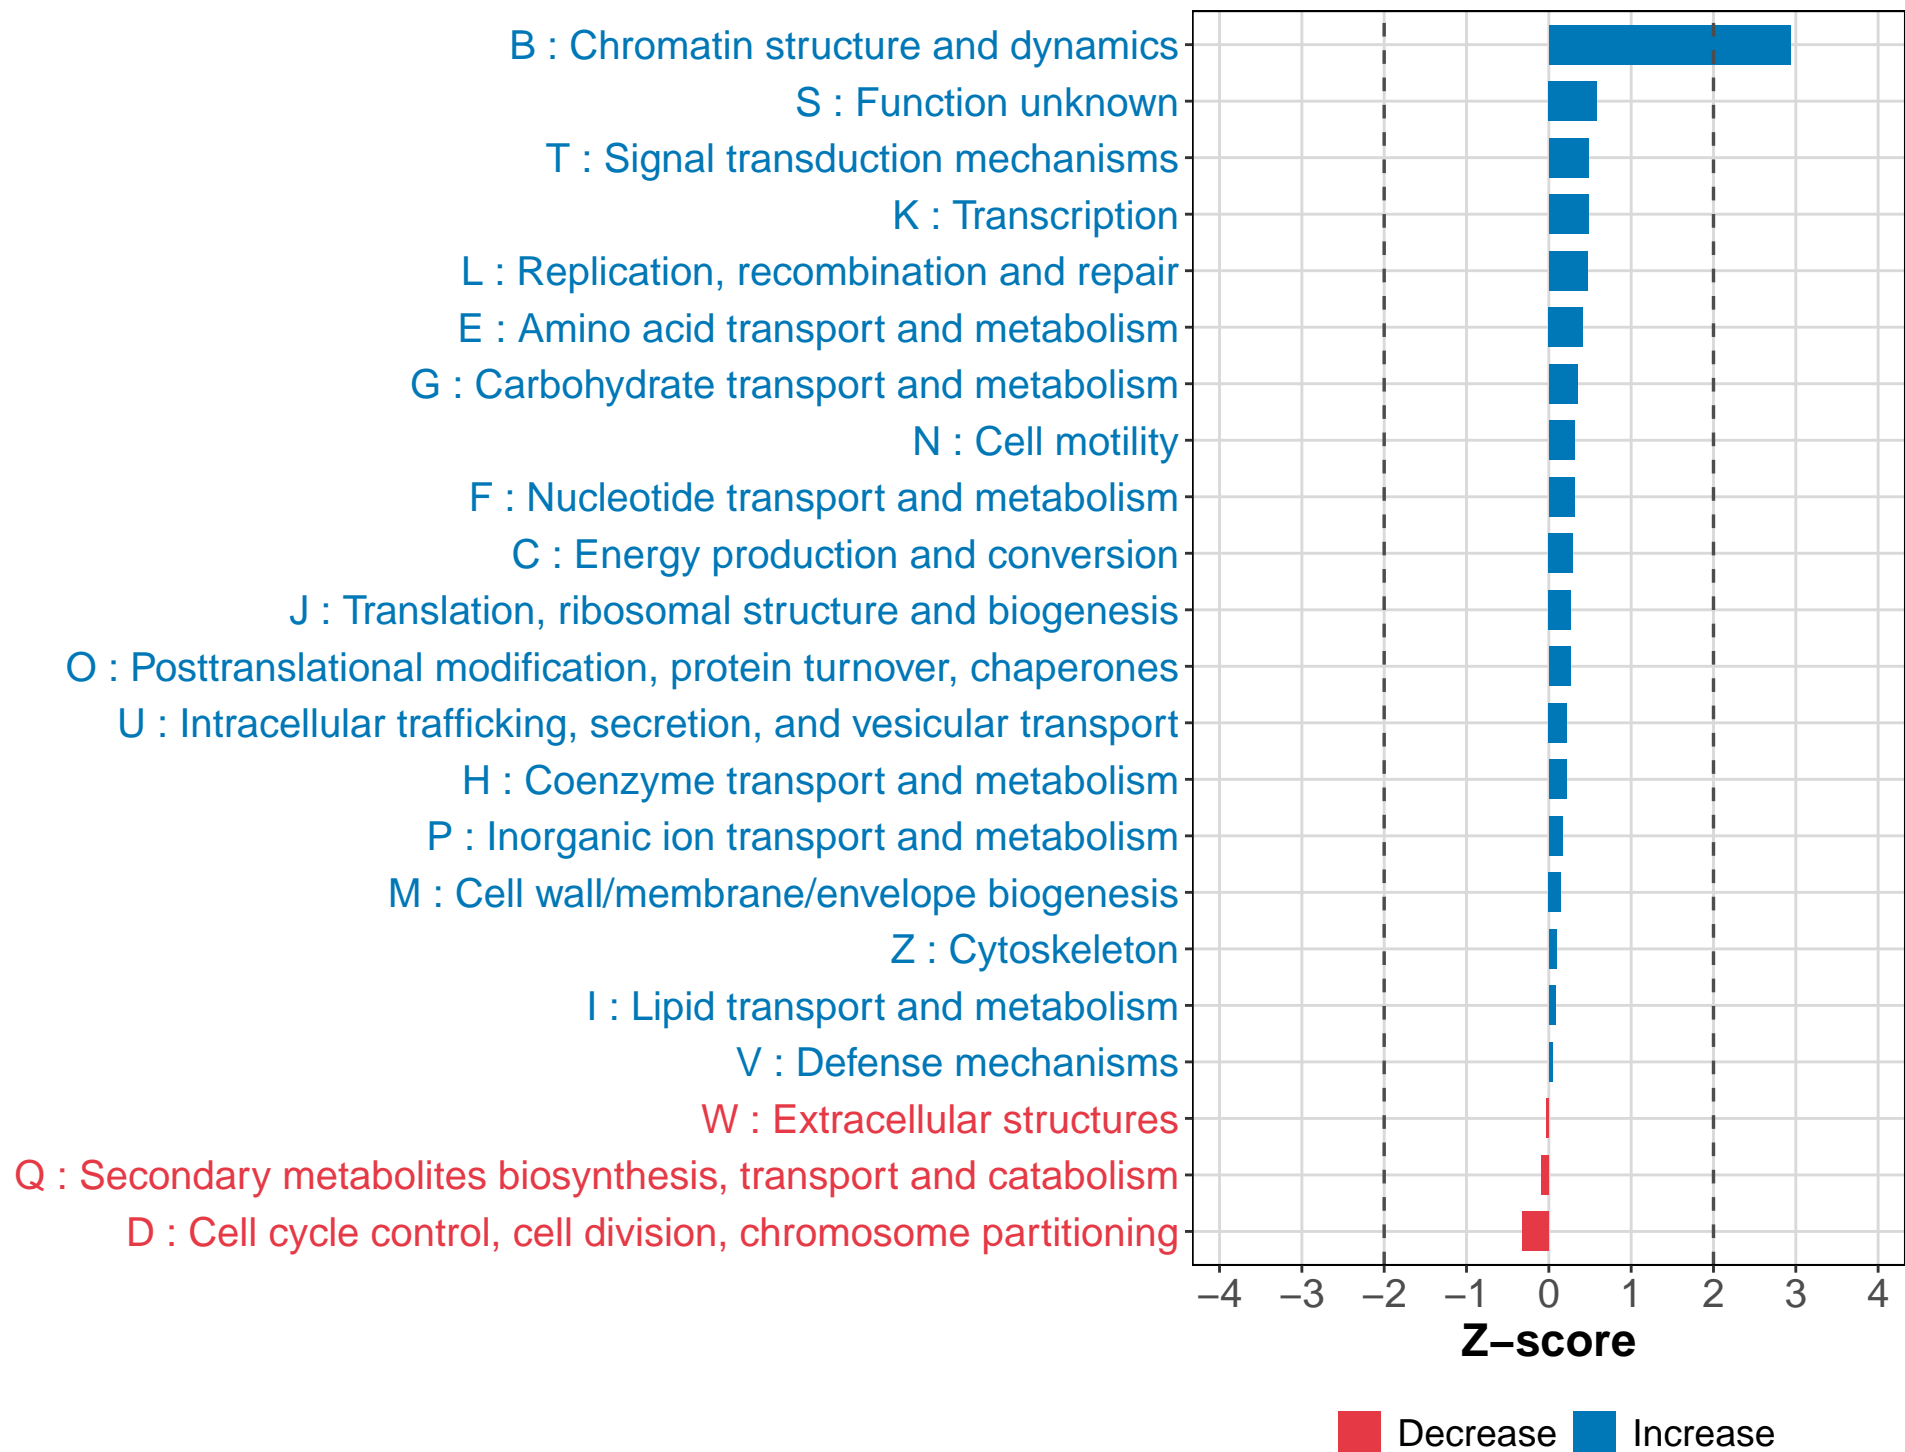 B : Chromatin structure and dynamics
S : Function unknown
T : Signal transduction mechanisms
K : Transcription
L : Replication, recombination and repair
E : Amino acid transport and metabolism
G : Carbohydrate transport and metabolism
N : Cell motility
F : Nucleotide transport and metabolism
C : Energy production and conversion
J : Translation, ribosomal structure and biogenesis
O : Posttranslational modification, protein turnover, chaperones
U : Intracellular trafficking, secretion, and vesicular transport
H : Coenzyme transport and metabolism
P : Inorganic ion transport and metabolism
M : Cell wall/membrane/envelope biogenesis
Z : Cytoskeleton
I : Lipid transport and metabolism
V : Defense mechanisms
W : Extracellular structures
Q : Secondary metabolites biosynthesis, transport and catabolism
D : Cell cycle control, cell division, chromosome partitioning
−4 −3 −2 −1 0 1 2 3 4
Z−score
Decrease Increase